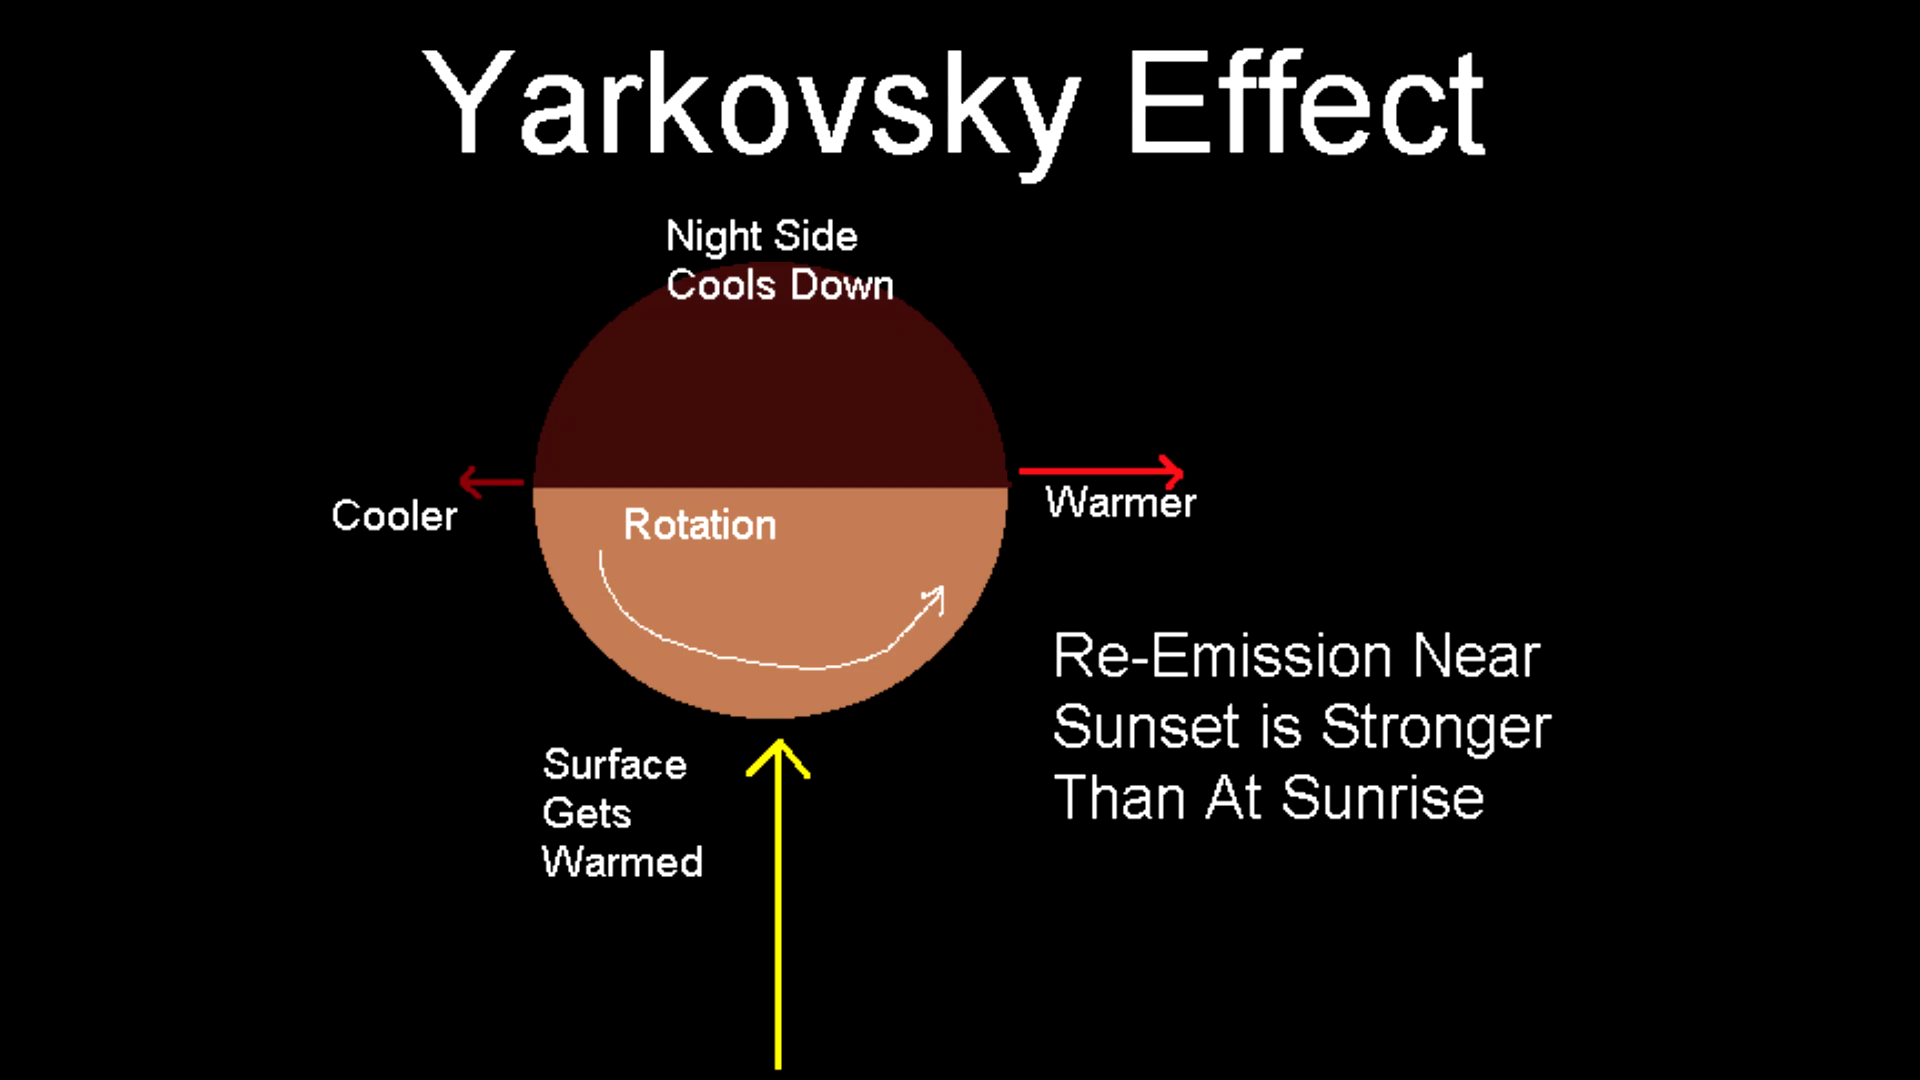 Yarkovsky Effect
Night Side
Cools Down
Cooler
Warmer
Rotation
Re-Emission Near
Sunset is Stronger
Than At Sunrise
Surface
Gets
Warmed